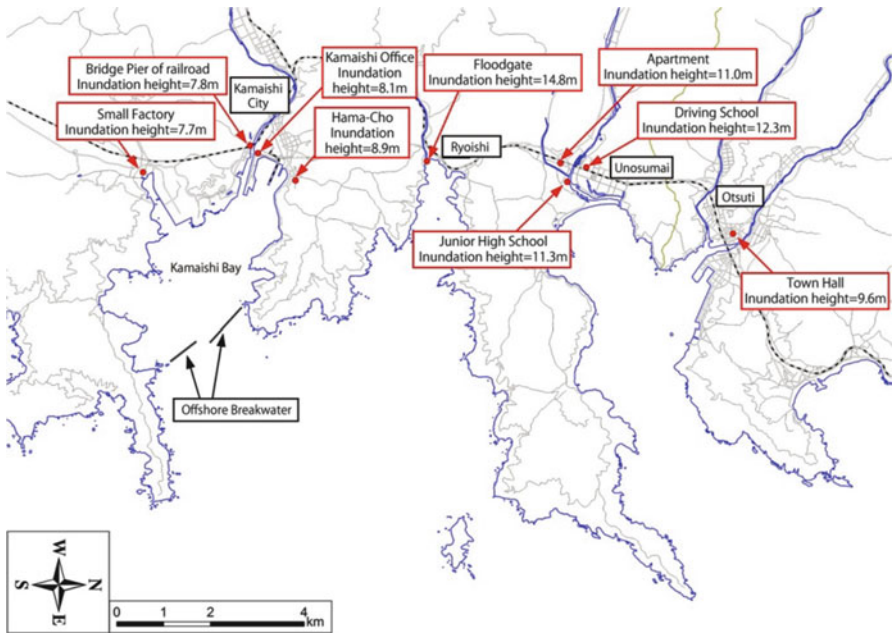 Bridge Pier of railroad
Inundation height=7.8m
Kamaishi
City
Kamaishi Office
Inundation
height=8.1m
Floodgate
Inundation height=14.8m
Apartment
Inundation height=11.0m
Small Factory
Inundation height=7.7m
Hama-Cho
Inundation
height=8.9m
Ryoishi
Driving School
Inundation height=12.3m
Unosumai
Otsuti
Junior High School
Inundation height=11.3m
Kamaishi Bay
Town Hall
Inundation height=9.6m
Offshore Breakwater
W
S
N
E
0 1 2 4
km